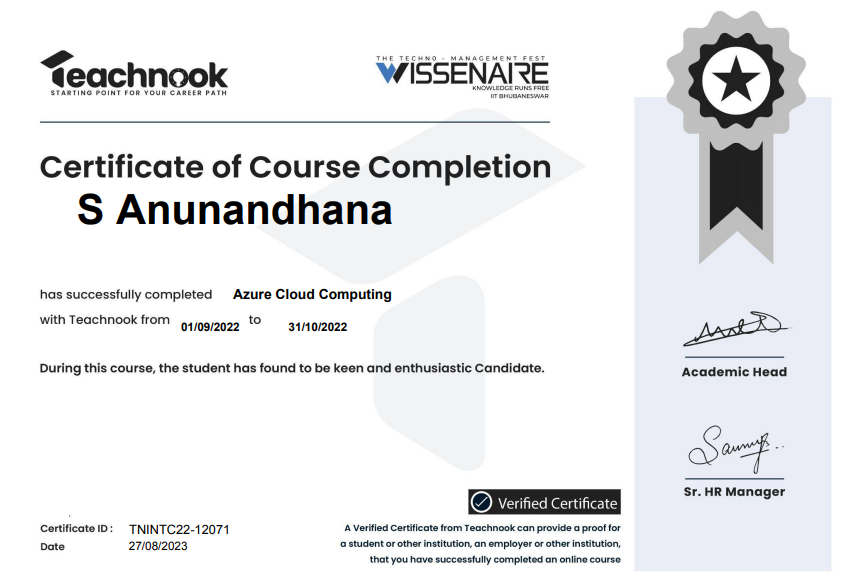 Teachnook
STARTING POINT FOR YOUR CAREER PATH
THE TECHNO - MANAGEMENT FEST
WISSENAIRE
KNOWLEDGE RUNS FREE
IIT BHUBANESWAR
Certificate of Course Completion
S Anunandhana
has successfully completed Azure Cloud Computing
with Teachnook from 01/09/2022 to 31/10/2022
During this course, the student has found to be keen and enthusiastic Candidate.
Academic Head
Sr. HR Manager
Verified Certificate
Certificate ID : TNINTC22-12071
Date 27/08/2023
A Verified Certificate from Teachnook can provide a proof for
a student or other institution, an employer or other institution,
that you have successfully completed an online course